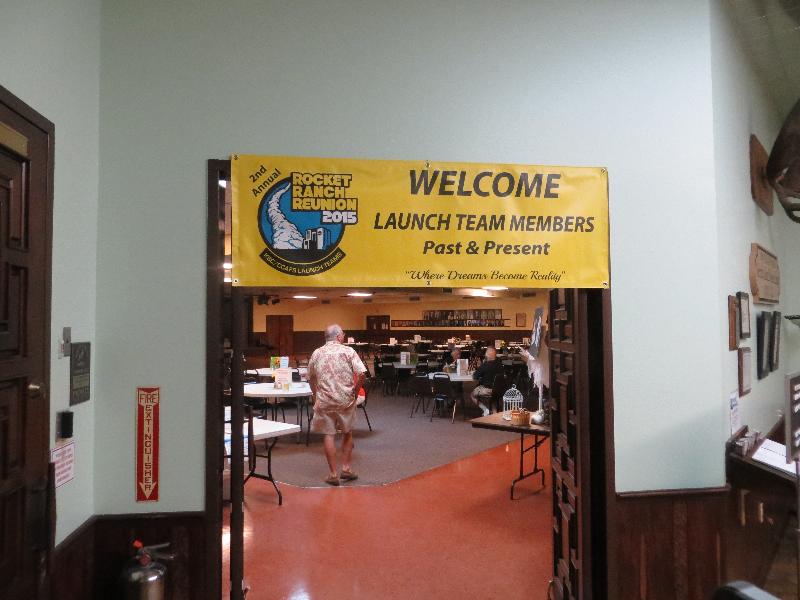 2nd
Annual
ROCKET
RANCH
REUNION
2015
KSC/CCAFS LAUNCH TEAMS
WELCOME
LAUNCH TEAM MEMBERS
Past & Present
"Where Dreams Become Reality"
FIRE
EXTINGUISHER